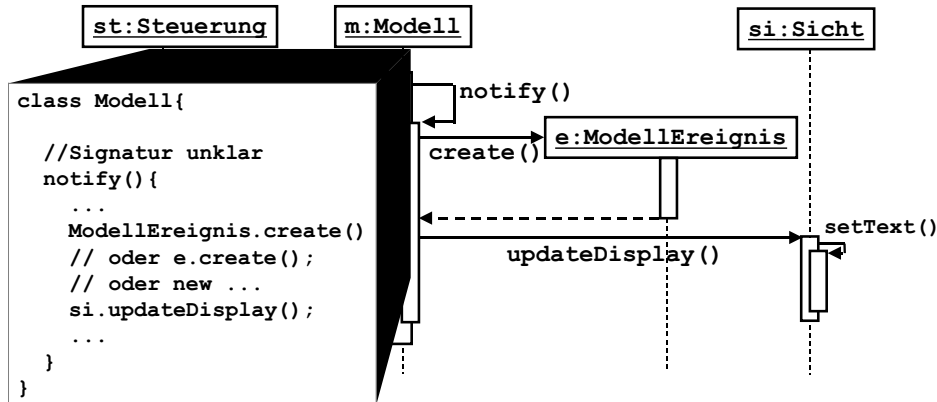 st:Steuerung
m:Modell
si:Sicht
notify()
e:ModellEreignis
create()
updateDisplay()
setText()
class Modell{
//Signatur unklar
notify(){
...
ModellEreignis.create()
// oder e.create();
// oder new ...
si.updateDisplay();
...
}
}